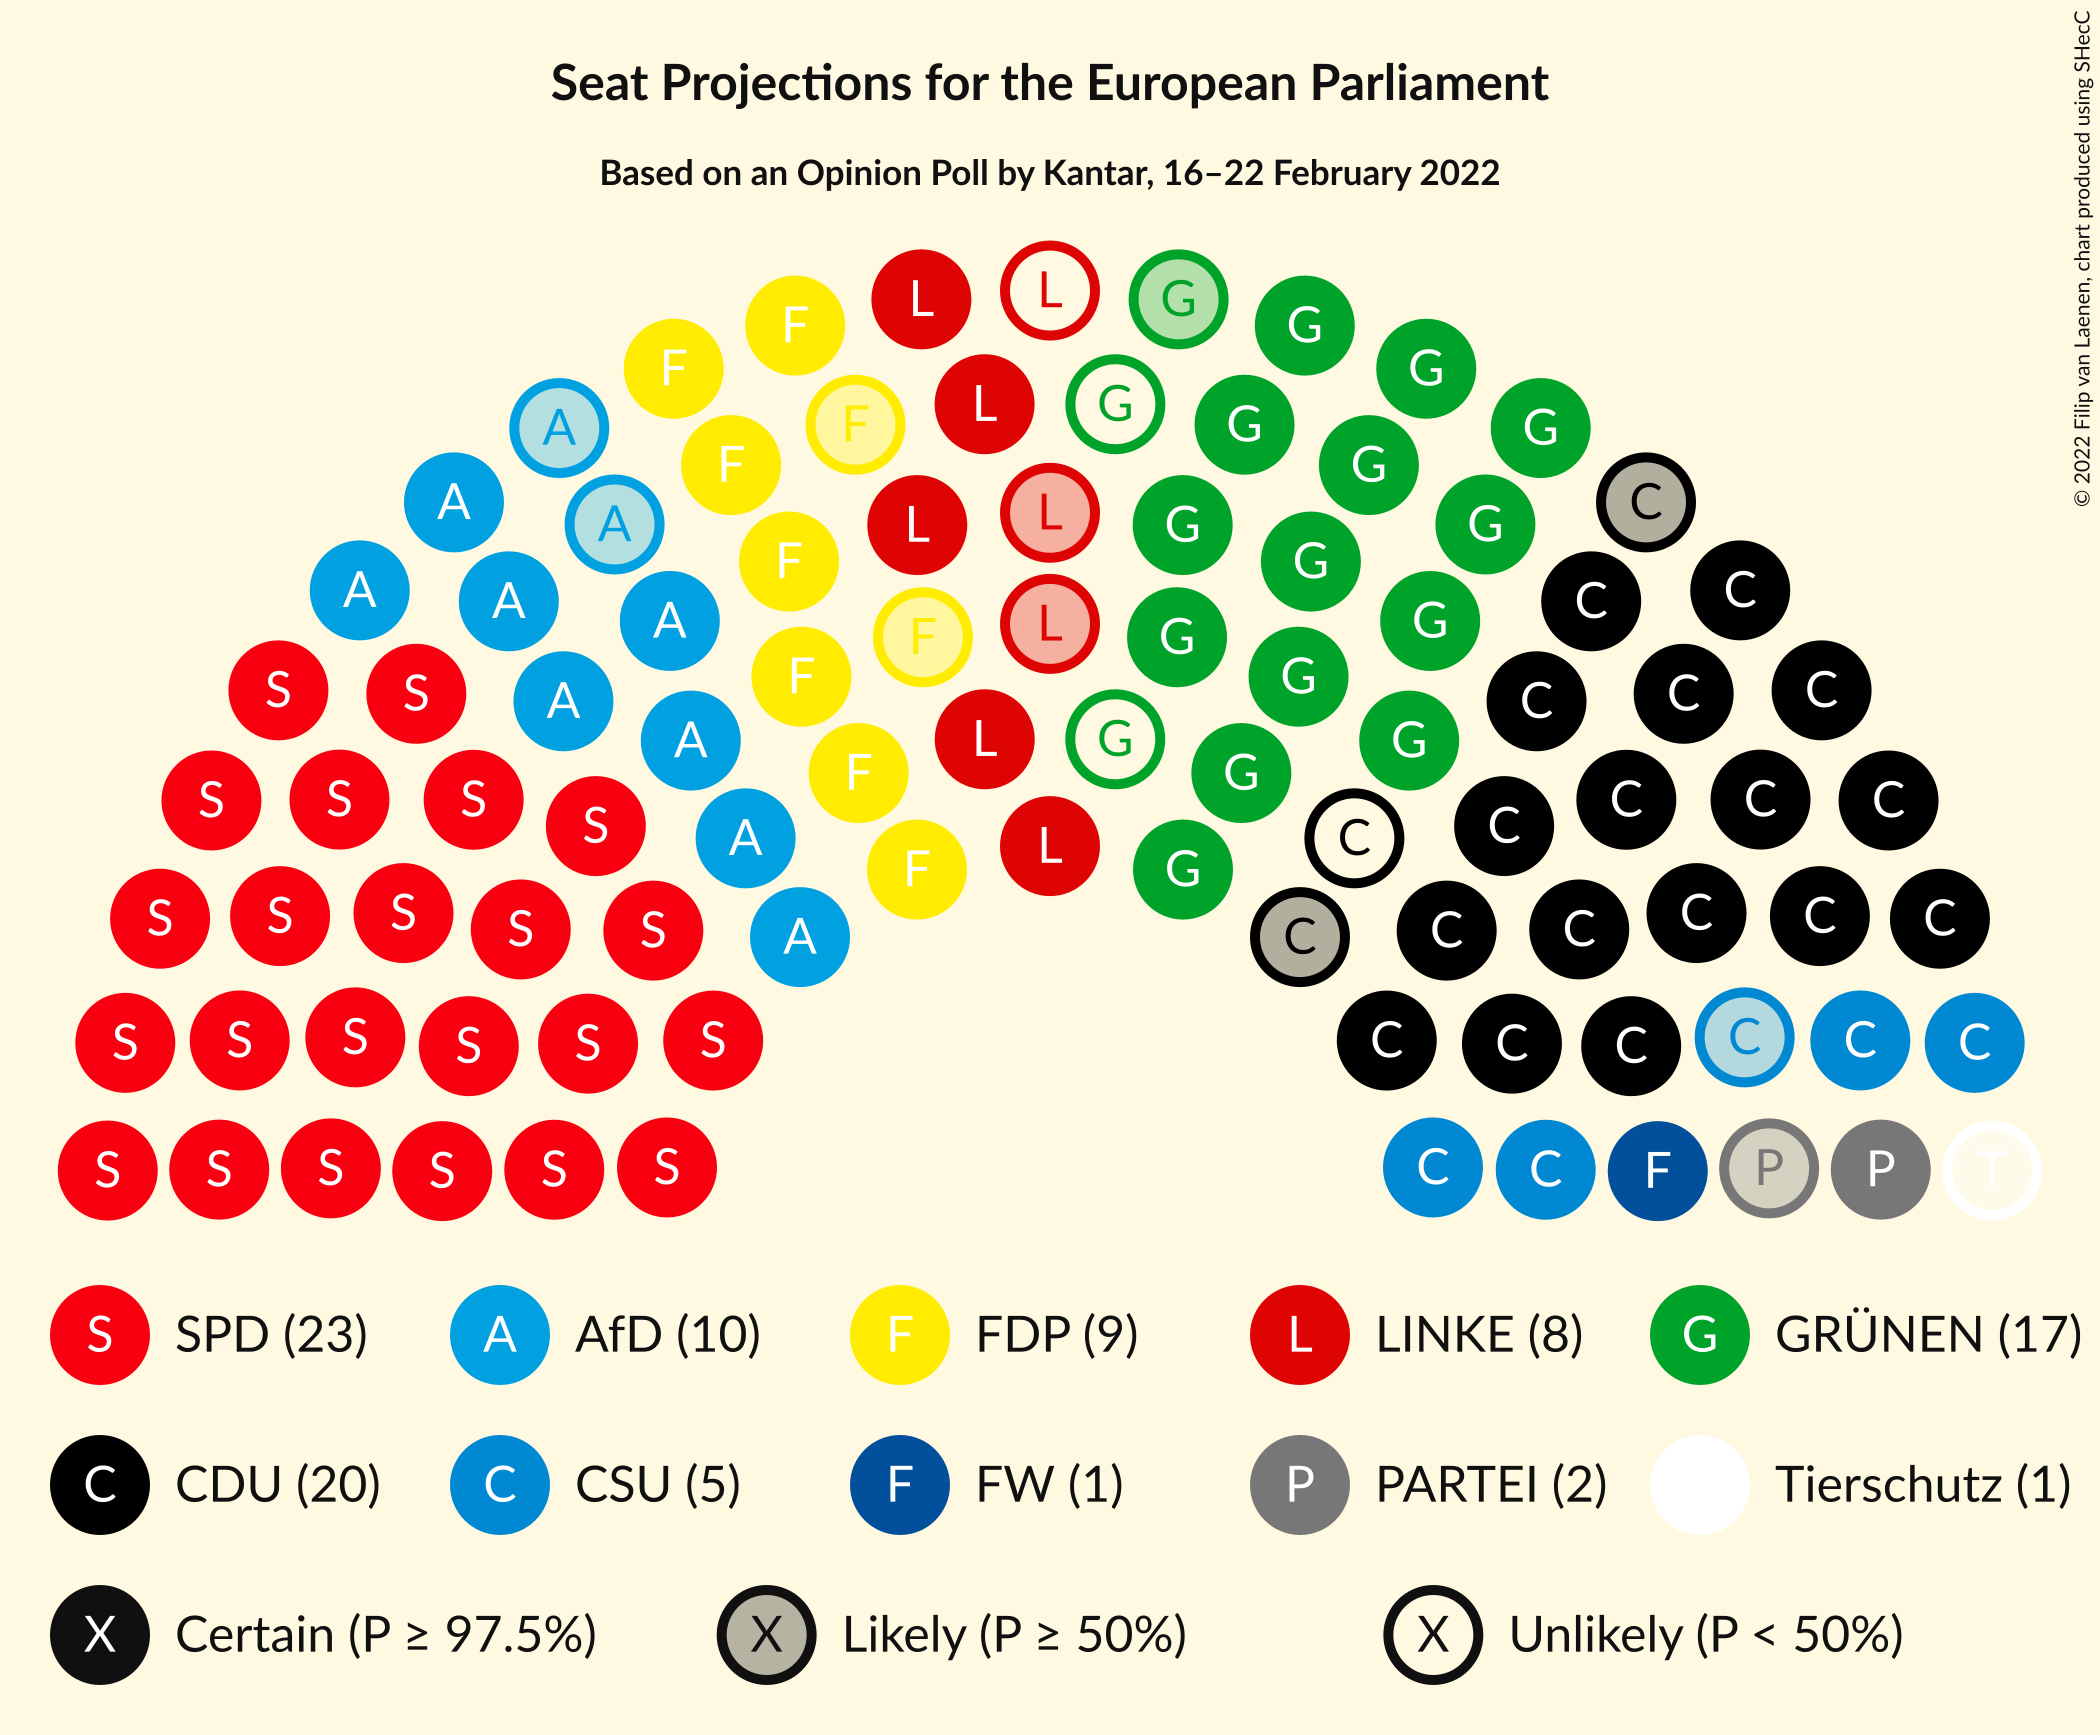 Seat Projections for the European Parliament
Based on an Opinion Poll by Kantar, 16–22 February 2022
© 2022 Filip van Laenen, chart produced using SHecC
L L G
F G
F G
L G
A F G G
F G
A C
A L L G G
F G
A A C C
A F L G G
S S A F G C C C
A L G G
F G
S S S C C C
S A L C C
F G
S S S S S A C C C C C C
S S S S S S C C C C C C
S S S S S S C C F P P T
S SPD (23) A AfD (10) F FDP (9) L LINKE (8) G GRÜNEN (17)
C CDU (20) C CSU (5) F FW (1) P PARTEI (2) Tierschutz (1)
X Certain (P ≥ 97.5%) X Likely (P ≥ 50%) X Unlikely (P < 50%)